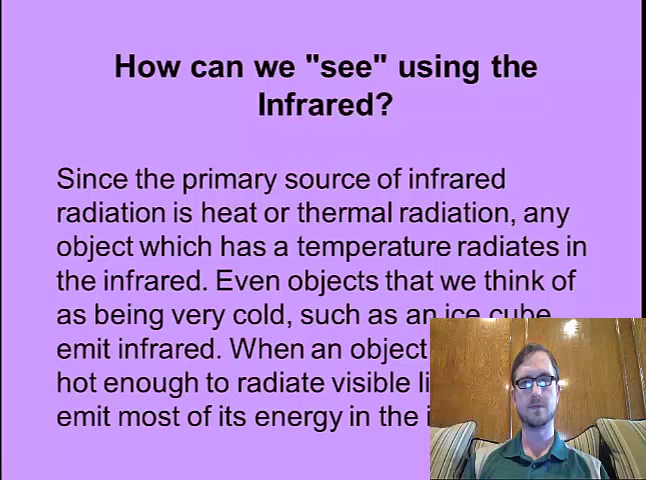 How can we "see" using the
Infrared?
Since the primary source of infrared
radiation is heat or thermal radiation, any
object which has a temperature radiates in
the infrared. Even objects that we think of
as being very cold, such as an ice cube
emit infrared. When an object
hot enough to radiate visible
emit most of its energy in the